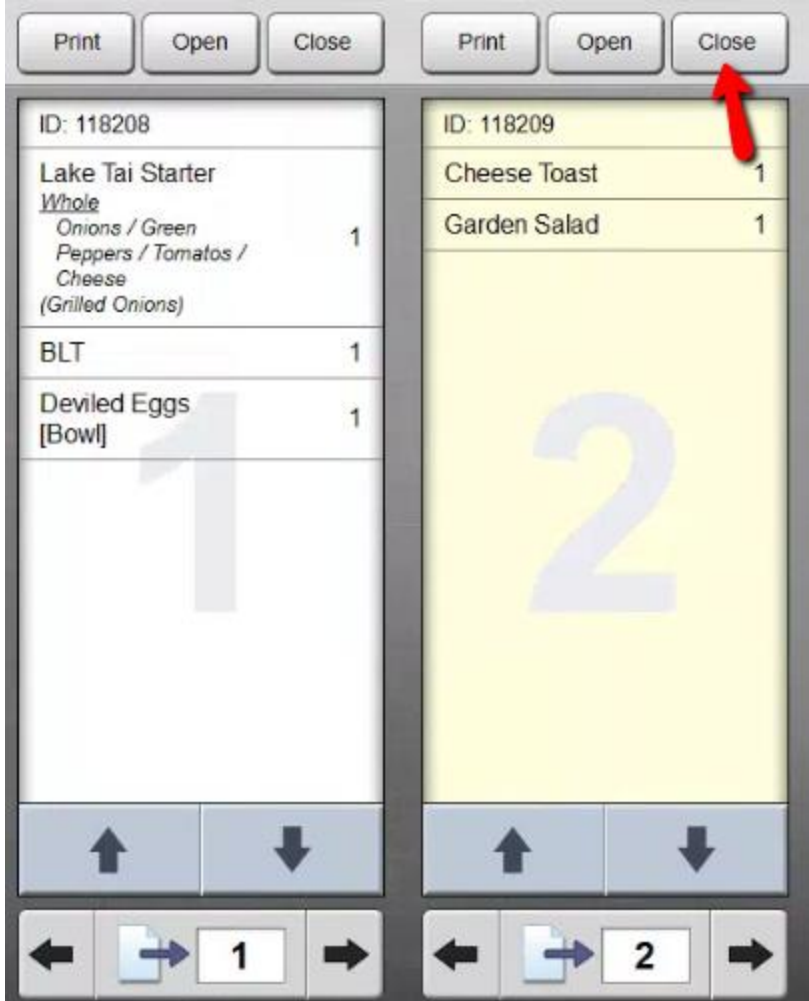 Print Open Close
ID: 118208
Lake Tai Starter
Whole
Onions / Green
Peppers / Tomatos /
Cheese
(Grilled Onions)
1
BLT 1
Deviled Eggs
[Bowl]
1
1
1
Print Open Close
ID: 118209
Cheese Toast 1
Garden Salad 1
2
2